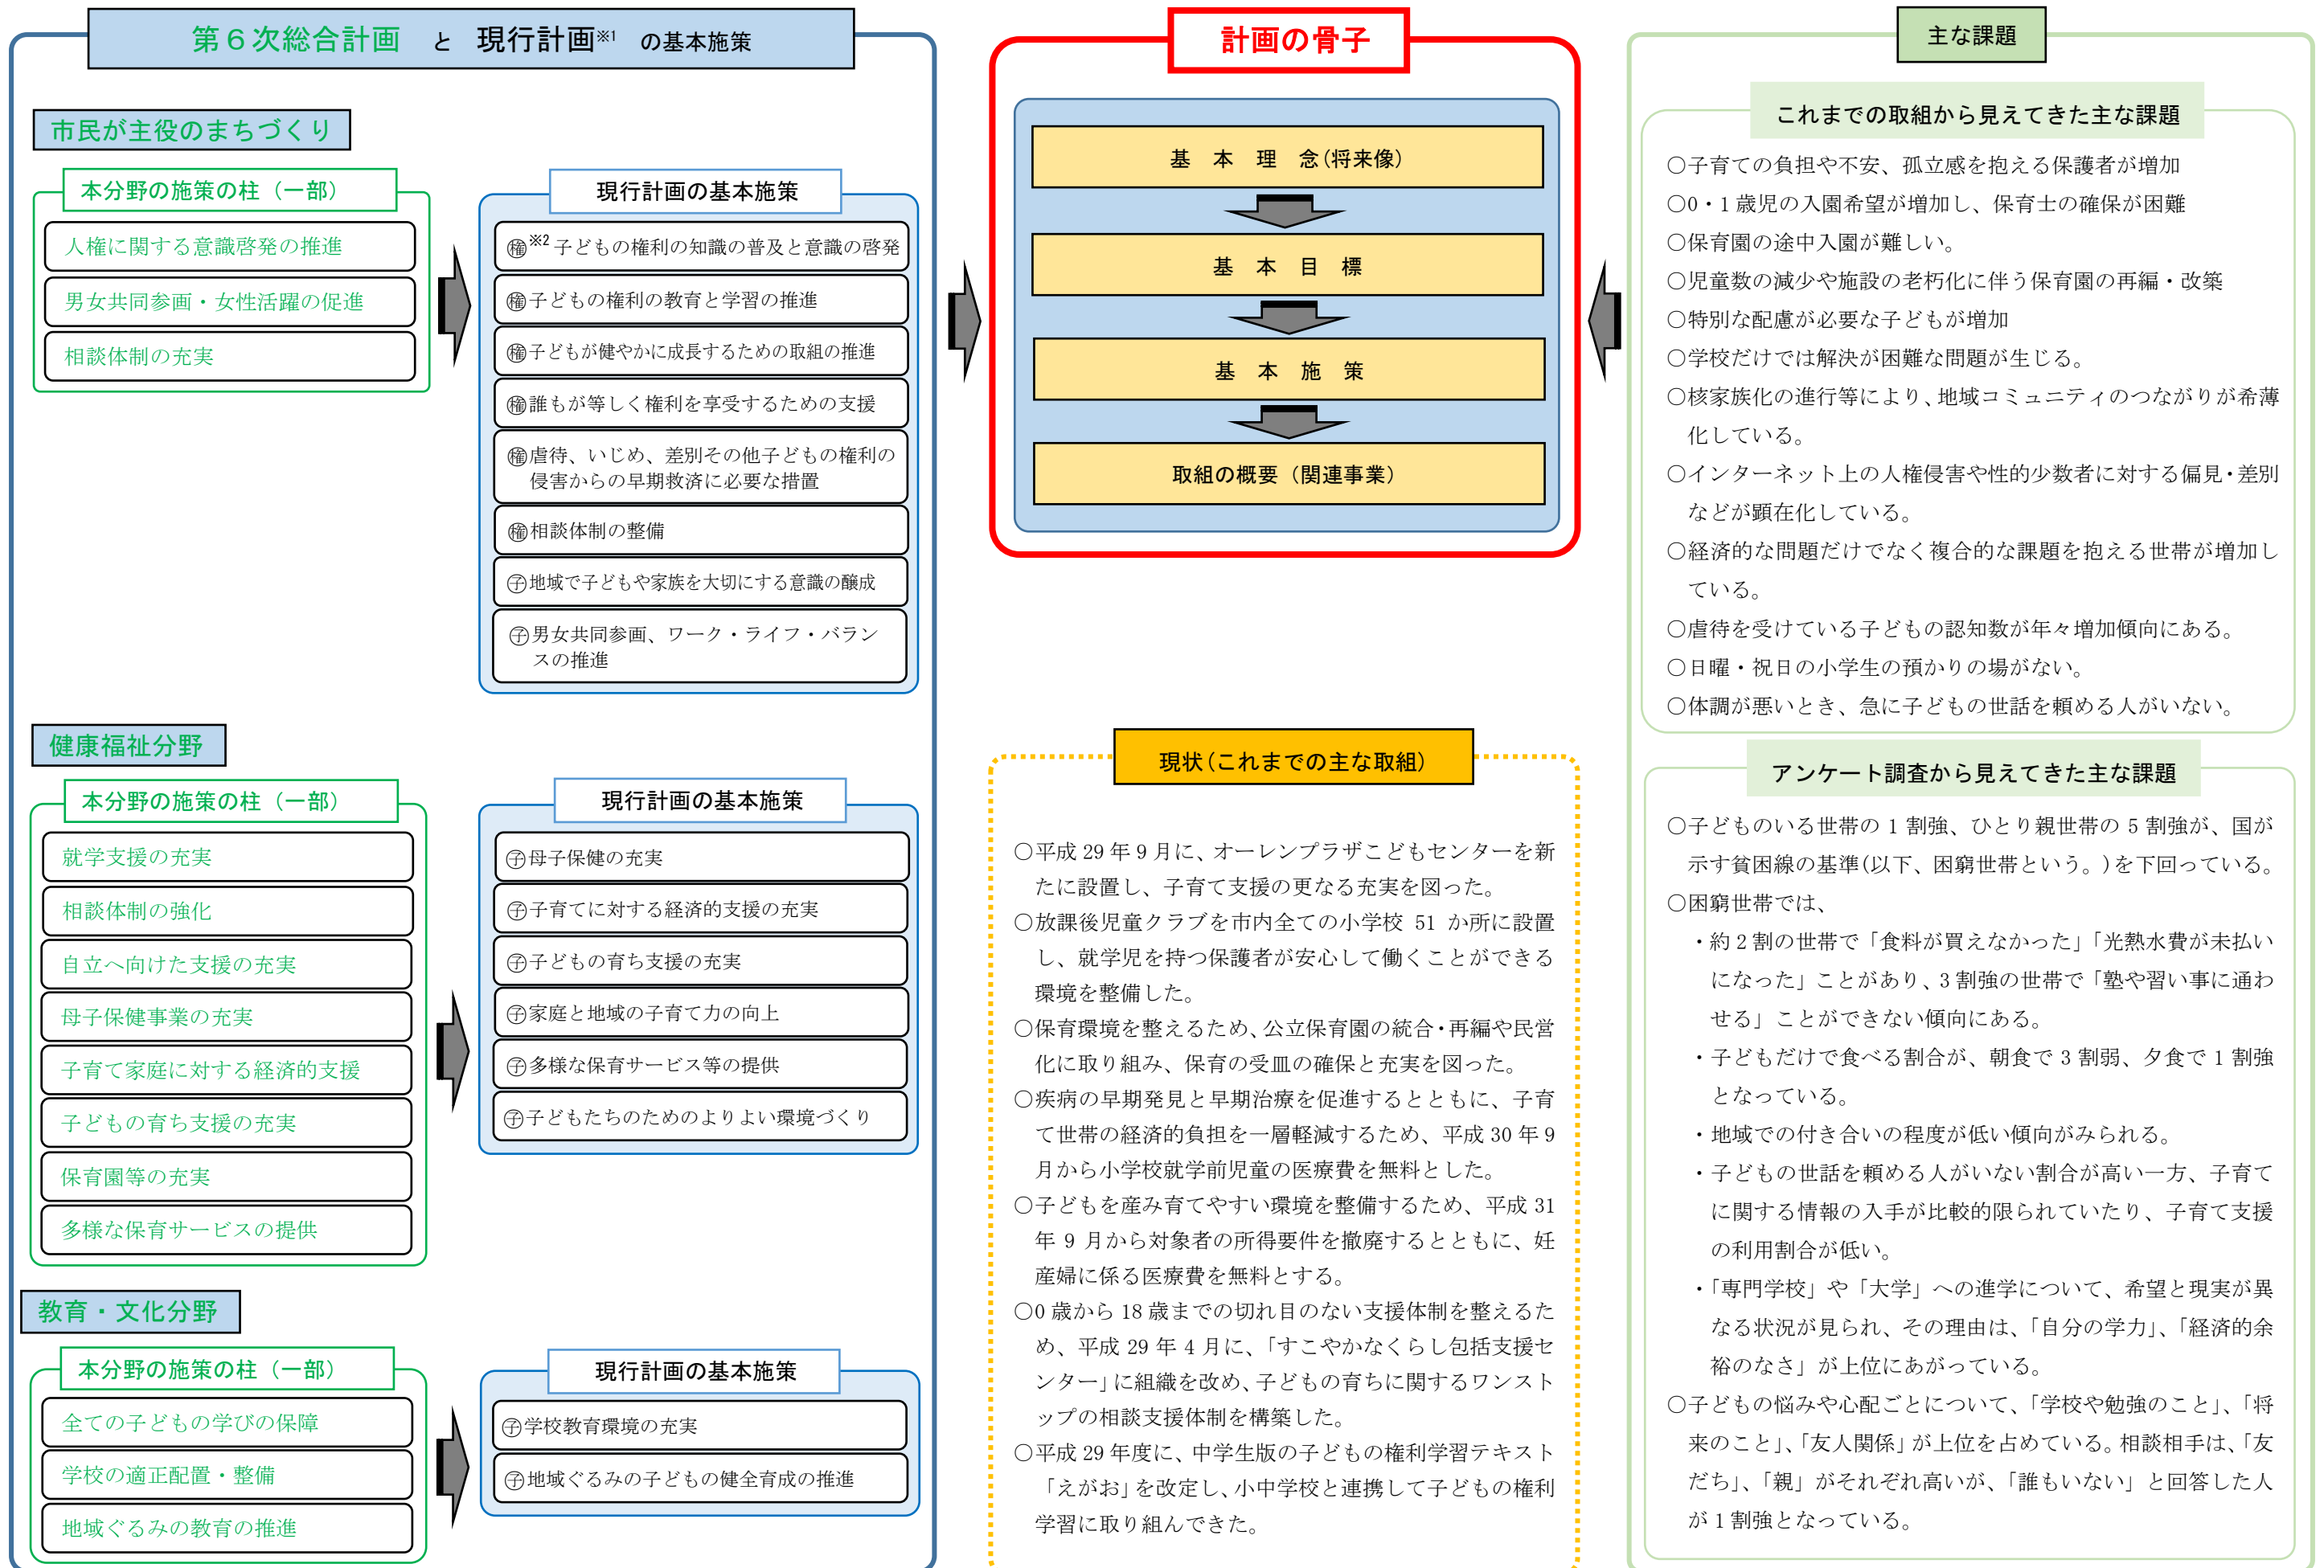 第６次総合計画　と　現行計画※1　の基本施策
市民が主役のまちづくり
本分野の施策の柱（一部）
人権に関する意識啓発の推進
男女共同参画・女性活躍の促進
相談体制の充実
現行計画の基本施策
㊡※2 子どもの権利の知識の普及と意識の啓発
権子どもの権利の教育と学習の推進
権子どもが健やかに成長するための取組の推進
権誰もが等しく権利を享受するための支援
権虐待、いじめ、差別その他子どもの権利の
侵害からの早期救済に必要な措置
権相談体制の整備
子地域で子どもや家族を大切にする意識の醸成
子男女共同参画、ワーク・ライフ・バラン
スの推進
健康福祉分野
本分野の施策の柱（一部）
就学支援の充実
相談体制の強化
自立へ向けた支援の充実
母子保健事業の充実
子育て家庭に対する経済的支援
子どもの育ち支援の充実
保育園等の充実
多様な保育サービスの提供
現行計画の基本施策
子母子保健の充実
子子育てに対する経済的支援の充実
子子どもの育ち支援の充実
子家庭と地域の子育て力の向上
子多様な保育サービス等の提供
子子どもたちのためのよりよい環境づくり
教育・文化分野
本分野の施策の柱（一部）
全ての子どもの学びの保障
学校の適正配置・整備
地域ぐるみの教育の推進
現行計画の基本施策
子学校教育環境の充実
子地域ぐるみの子どもの健全育成の推進
計画の骨子
基　本　理　念(将来像)
基　本　目　標
基　本　施　策
取組の概要（関連事業）
現状(これまでの主な取組)
○平成 29 年 9 月に、オーレンプラザこどもセンターを新
たに設置し、子育て支援の更なる充実を図った。
○放課後児童クラブを市内全ての小学校 51 か所に設置
し、就学児を持つ保護者が安心して働くことができる
環境を整備した。
○保育環境を整えるため、公立保育園の統合・再編や民営
化に取り組み、保育の受皿の確保と充実を図った。
○疾病の早期発見と早期治療を促進するとともに、子育
て世帯の経済的負担を一層軽減するため、平成 30 年 9
月から小学校就学前児童の医療費を無料とした。
○子どもを産み育てやすい環境を整備するため、平成 31
年 9 月から対象者の所得要件を撤廃するとともに、妊
産婦に係る医療費を無料とする。
○0 歳から 18 歳までの切れ目のない支援体制を整えるた
め、平成 29 年 4 月に、「すこやかなくらし包括支援セ
ンター」に組織を改め、子どもの育ちに関するワンスト
ップの相談支援体制を構築した。
○平成 29 年度に、中学生版の子どもの権利学習テキスト
「えがお」を改定し、小中学校と連携して子どもの権利
学習に取り組んできた。
主な課題
これまでの取組から見えてきた主な課題
○子育ての負担や不安、孤立感を抱える保護者が増加
○0・1 歳児の入園希望が増加し、保育士の確保が困難
○保育園の途中入園が難しい。
○児童数の減少や施設の老朽化に伴う保育園の再編・改築
○特別な配慮が必要な子どもが増加
○学校だけでは解決が困難な問題が生じる。
○核家族化の進行等により、地域コミュニティのつながりが希薄
化している。
○インターネット上の人権侵害や性的少数者に対する偏見・差別
などが顕在化している。
○経済的な問題だけでなく複合的な課題を抱える世帯が増加し
ている。
○虐待を受けている子どもの認知数が年々増加傾向にある。
○日曜・祝日の小学生の預かりの場がない。
○体調が悪いとき、急に子どもの世話を頼める人がいない。
アンケート調査から見えてきた主な課題
○子どものいる世帯の 1 割強、ひとり親世帯の 5 割強が、国が
示す貧困線の基準(以下、困窮世帯という。)を下回っている。
○困窮世帯では、
・約 2 割の世帯で「食料が買えなかった」「光熱水費が未払い
になった」ことがあり、3 割強の世帯で「塾や習い事に通わ
せる」ことができない傾向にある。
・子どもだけで食べる割合が、朝食で 3 割弱、夕食で 1 割強
となっている。
・地域での付き合いの程度が低い傾向がみられる。
・子どもの世話を頼める人がいない割合が高い一方、子育て
に関する情報の入手が比較的限られていたり、子育て支援
の利用割合が低い。
・「専門学校」や「大学」への進学について、希望と現実が異
なる状況が見られ、その理由は、「自分の学力」、「経済的余
裕のなさ」が上位にあがっている。
○子どもの悩みや心配ごとについて、「学校や勉強のこと」、「将
来のこと」、「友人関係」が上位を占めている。相談相手は、「友
だち」、「親」がそれぞれ高いが、「誰もいない」と回答した人
が 1 割強となっている。